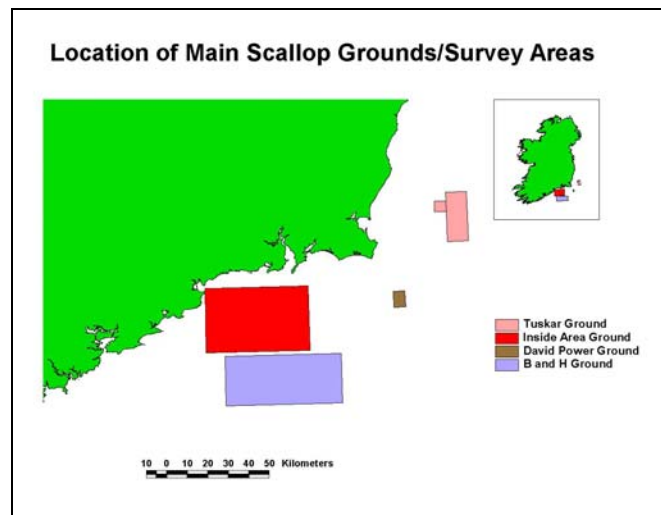 Location of Main Scallop Grounds/Survey Areas
Tuskar Ground
Inside Area Ground
David Power Ground
B and H Ground
10 0 10 20 30 40 50 Kilometers